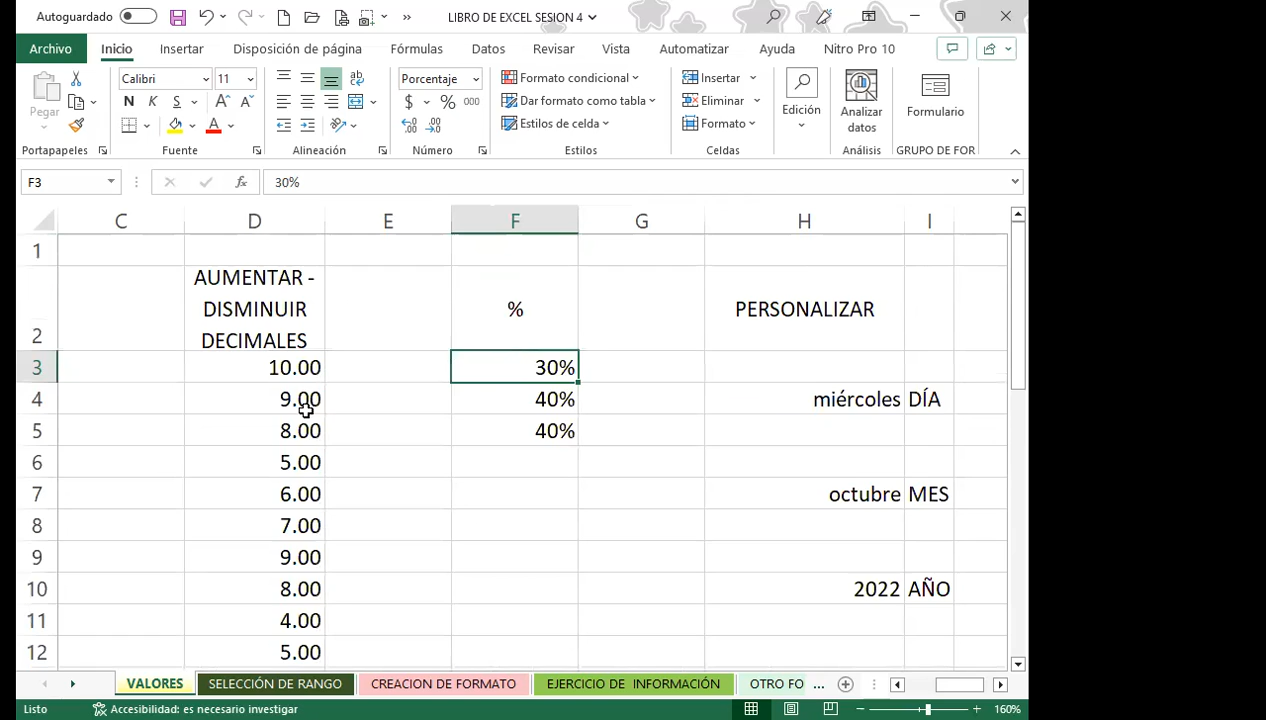 Autoguardado
LIBRO DE EXCEL SESION 4
Archivo Inicio Insertar Disposición de página Fórmulas Datos Revisar Vista Automatizar Ayuda Nitro Pro 10
Pegar
Calibri 11
N K S A A
A
ab
Porcentaje
$ % 000
Formato condicional
Dar formato como tabla
Estilos de celda
Insertar
Eliminar
Formato
Edición
Analizar
datos
Formulario
Portapapeles Fuente Alineación Número Estilos Celdas Análisis GRUPO DE FOR
F3 fx 30%
C D E F G H I
1
2 AUMENTAR -
DISMINUIR
DECIMALES % PERSONALIZAR
3 10.00 30%
4 9.00 40% miércoles DÍA
5 8.00 40%
6 5.00
7 6.00 octubre MES
8 7.00
9 9.00
10 8.00 2022 AÑO
11 4.00
12 5.00
VALORES SELECCIÓN DE RANGO CREACION DE FORMATO EJERCICIO DE INFORMACIÓN OTRO FO ...
Listo Accesibilidad: es necesario investigar 160%